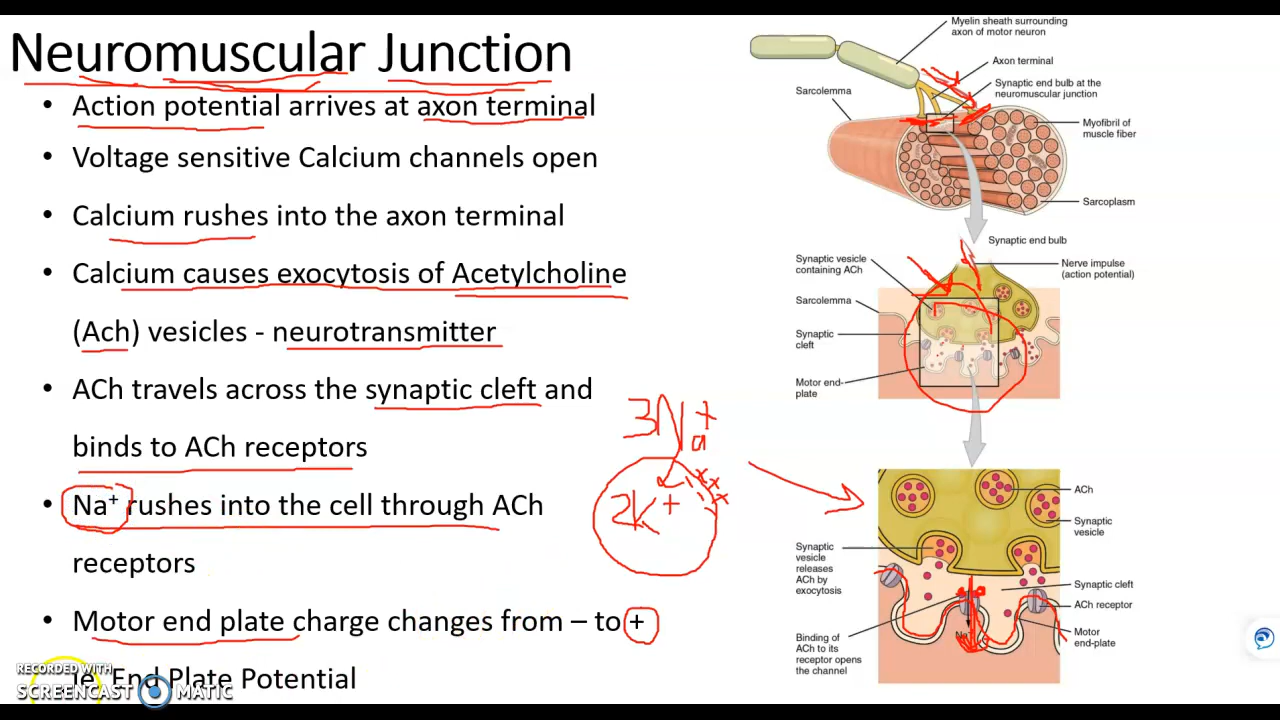 Neuromuscular Junction
• Action potential arrives at axon terminal
• Voltage sensitive Calcium channels open
• Calcium rushes into the axon terminal
• Calcium causes exocytosis of Acetylcholine
(Ach) vesicles - neurotransmitter
• ACh travels across the synaptic cleft and
binds to ACh receptors
• Na⁺ rushes into the cell through ACh
receptors
• Motor end plate charge changes from – to +
ie. End Plate Potential
RECORDED WITH
SCREENCAST MATIC
3Na+
2K+
Myelin sheath surrounding
axon of motor neuron
Axon terminal
Synaptic end bulb at the
neuromuscular junction
Sarcolemma
Myofibril of
muscle fiber
Sarcoplasm
Synaptic end bulb
Synaptic vesicle
containing ACh
Nerve impulse
(action potential)
Sarcolemma
Synaptic
cleft
Motor end-
plate
ACh
Synaptic
vesicle
Synaptic
vesicle
releases
ACh by
exocytosis
Synaptic cleft
ACh receptor
Motor
end-plate
Binding of
ACh to its
receptor opens
the channel